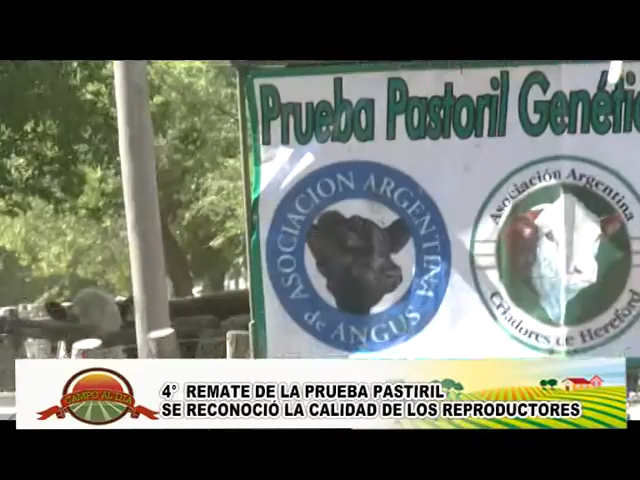 Prueba Pastoril Genétic
ASOCIACION ARGENTINA
de ANGUS
Asociación Argentina
Criadores de Hereford
CAMPO AL DIA
4° REMATE DE LA PRUEBA PASTIRIL
SE RECONOCIÓ LA CALIDAD DE LOS REPRODUCTORES